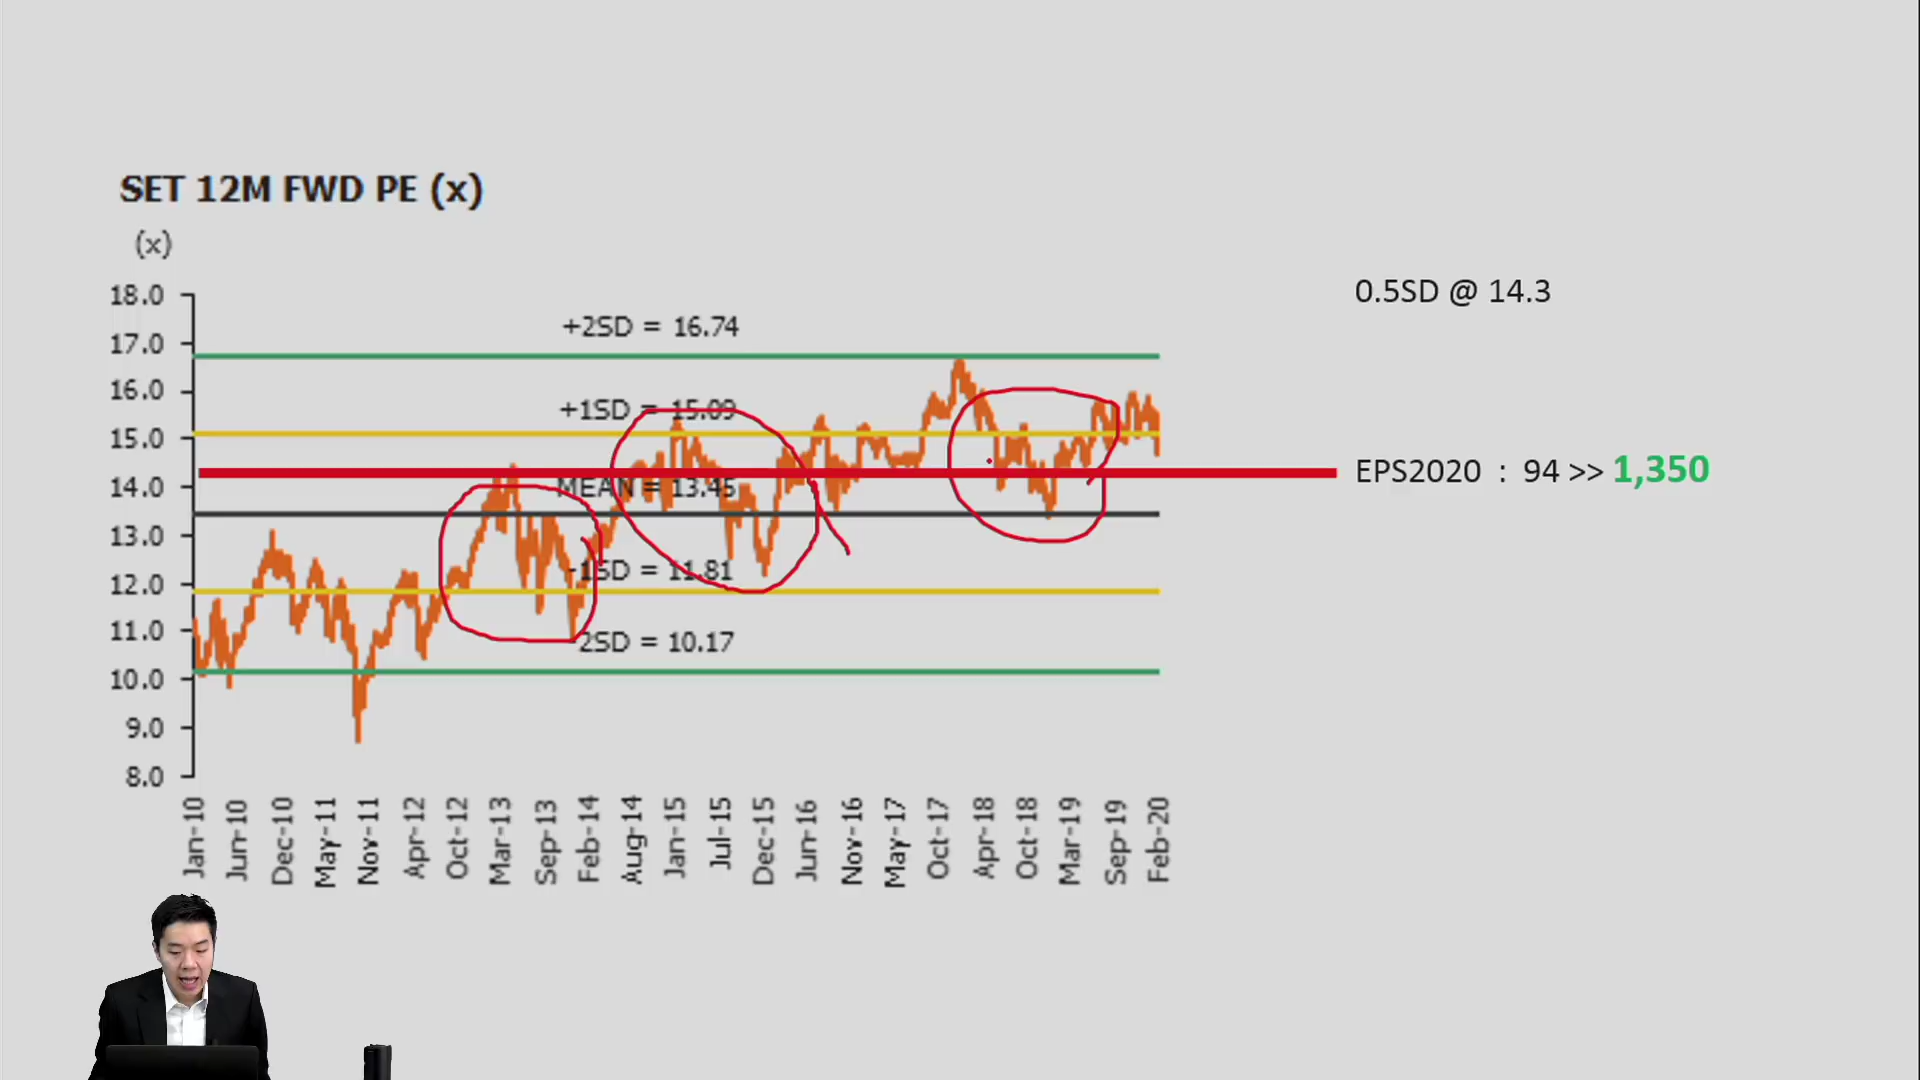 SET 12M FWD PE (x)
(x)
18.0
17.0
16.0
15.0
14.0
13.0
12.0
11.0
10.0
9.0
8.0
+2SD = 16.74
+1SD = 15.09
MEAN = 13.45
-1SD = 11.81
-2SD = 10.17
Jan-10
Jun-10
Dec-10
May-11
Nov-11
Apr-12
Oct-12
Mar-13
Sep-13
Feb-14
Aug-14
Jan-15
Jul-15
Dec-15
Jun-16
Nov-16
May-17
Oct-17
Apr-18
Oct-18
Mar-19
Sep-19
Feb-20
0.5SD @ 14.3
EPS2020 : 94 >> 1,350